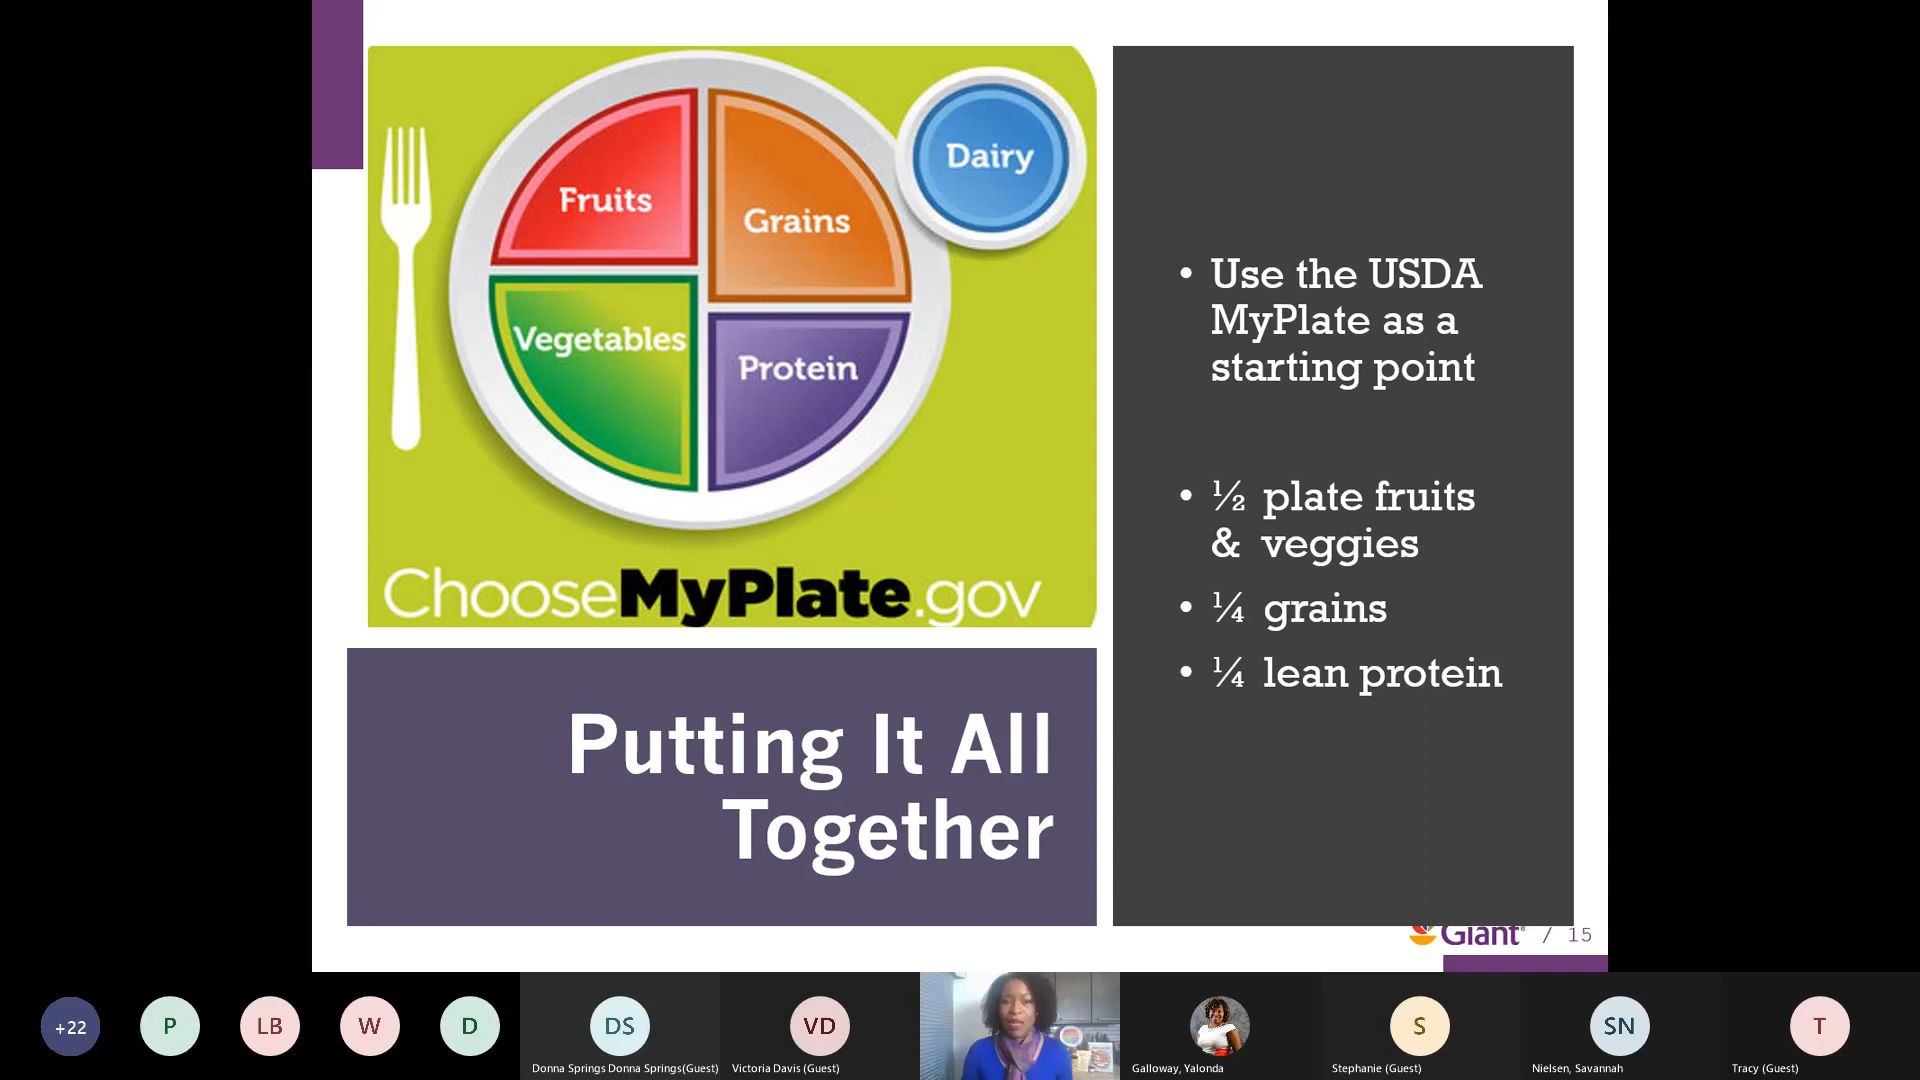 Fruits
Grains
Dairy
Vegetables
Protein
ChooseMyPlate.gov
Putting It All
Together
• Use the USDA
MyPlate as a
starting point
• ½ plate fruits
& veggies
• ¼ grains
• ¼ lean protein
Giant® / 15
+22
P
LB
W
D
DS
Donna Springs Donna Springs(Guest)
VD
Victoria Davis (Guest)
Galloway, Yalonda
S
Stephanie (Guest)
SN
Nielsen, Savannah
T
Tracy (Guest)